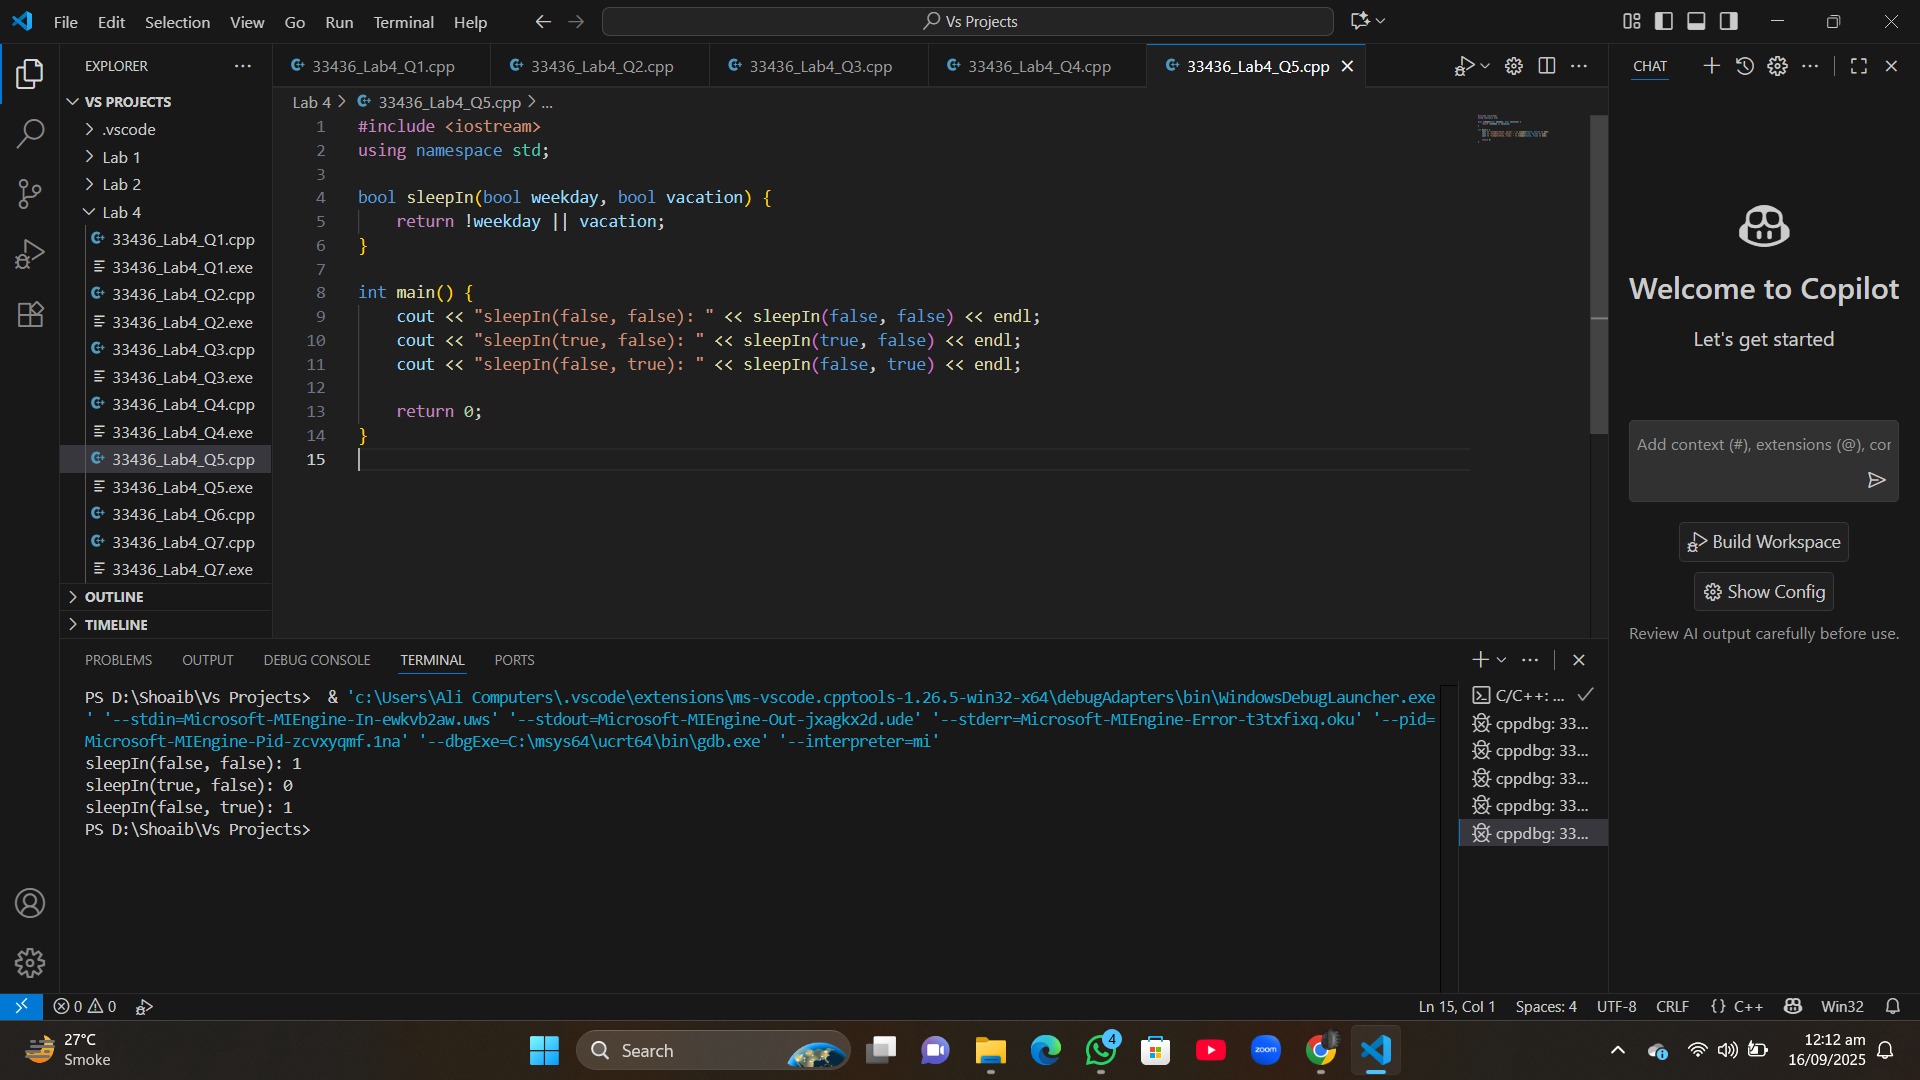 File Edit Selection View Go Run Terminal Help
Vs Projects
EXPLORER
VS PROJECTS
.vscode
Lab 1
Lab 2
Lab 4
33436_Lab4_Q1.cpp
33436_Lab4_Q1.exe
33436_Lab4_Q2.cpp
33436_Lab4_Q2.exe
33436_Lab4_Q3.cpp
33436_Lab4_Q3.exe
33436_Lab4_Q4.cpp
33436_Lab4_Q4.exe
33436_Lab4_Q5.cpp
33436_Lab4_Q5.exe
33436_Lab4_Q6.cpp
33436_Lab4_Q7.cpp
33436_Lab4_Q7.exe
OUTLINE
TIMELINE
33436_Lab4_Q1.cpp 33436_Lab4_Q2.cpp 33436_Lab4_Q3.cpp 33436_Lab4_Q4.cpp 33436_Lab4_Q5.cpp
Lab 4 > 33436_Lab4_Q5.cpp > ...
1 #include <iostream>
2 using namespace std;
3
4 bool sleepIn(bool weekday, bool vacation) {
5 return !weekday || vacation;
6 }
7
8 int main() {
9 cout << "sleepIn(false, false): " << sleepIn(false, false) << endl;
10 cout << "sleepIn(true, false): " << sleepIn(true, false) << endl;
11 cout << "sleepIn(false, true): " << sleepIn(false, true) << endl;
12
13 return 0;
14 }
15
PROBLEMS OUTPUT DEBUG CONSOLE TERMINAL PORTS
PS D:\Shoaib\Vs Projects> & 'c:\Users\Ali Computers\.vscode\extensions\ms-vscode.cpptools-1.26.5-win32-x64\debugAdapters\bin\WindowsDebugLauncher.exe
' '--stdin=Microsoft-MIEngine-In-ewkvb2aw.uws' '--stdout=Microsoft-MIEngine-Out-jxagkx2d.ude' '--stderr=Microsoft-MIEngine-Error-t3txfixq.oku' '--pid=
Microsoft-MIEngine-Pid-zcvxyqmf.1na' '--dbgExe=C:\msys64\ucrt64\bin\gdb.exe' '--interpreter=mi'
sleepIn(false, false): 1
sleepIn(true, false): 0
sleepIn(false, true): 1
PS D:\Shoaib\Vs Projects>
C/C++: ...
cppdbg: 33...
cppdbg: 33...
cppdbg: 33...
cppdbg: 33...
cppdbg: 33...
CHAT
Welcome to Copilot
Let's get started
Add context (#), extensions (@), cor
Build Workspace
Show Config
Review AI output carefully before use.
0 0
Ln 15, Col 1 Spaces: 4 UTF-8 CRLF {} C++ Win32
27°C
Smoke
Search
4
zoom
12:12 am
16/09/2025